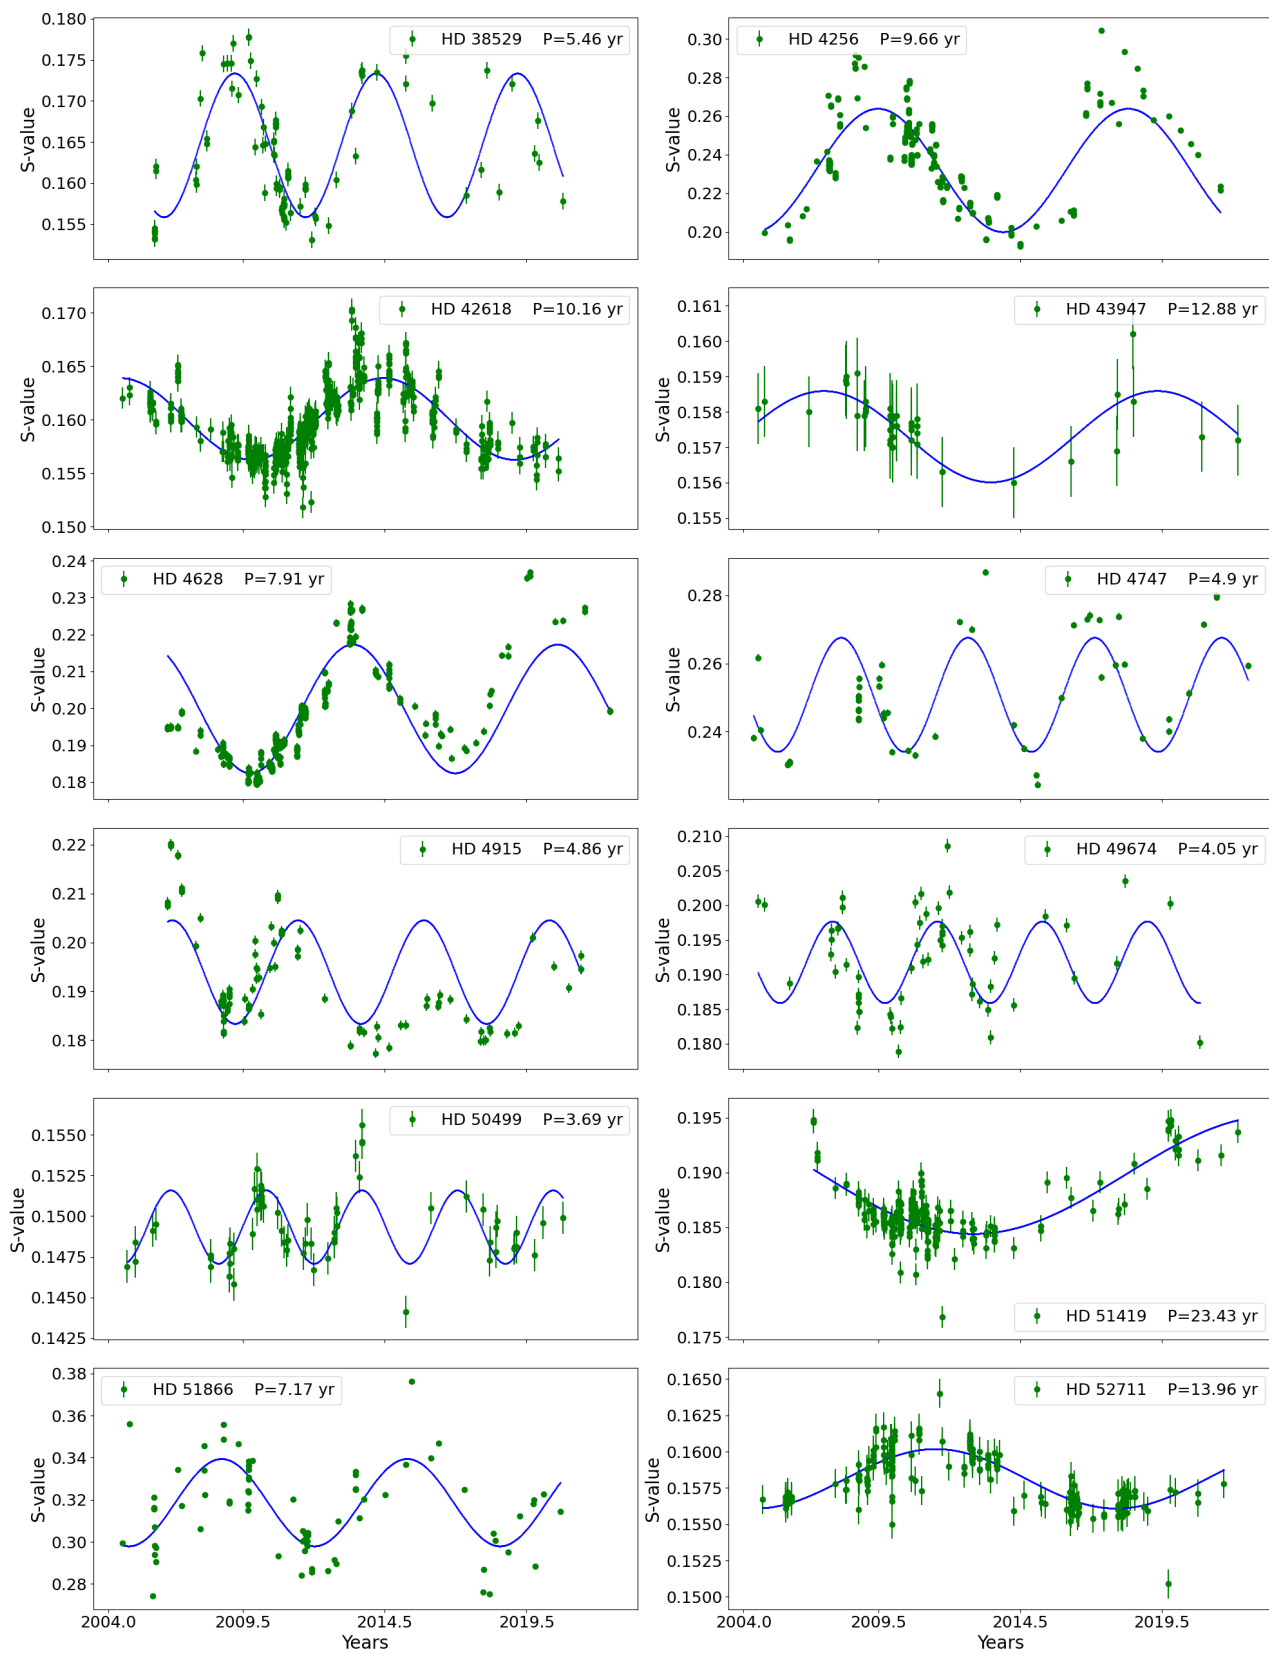 HD 38529 P=5.46 yr
S-value
0.180
0.175
0.170
0.165
0.160
0.155
HD 4256 P=9.66 yr
S-value
0.30
0.28
0.26
0.24
0.22
0.20
HD 42618 P=10.16 yr
S-value
0.170
0.165
0.160
0.155
0.150
HD 43947 P=12.88 yr
S-value
0.161
0.160
0.159
0.158
0.157
0.156
0.155
HD 4628 P=7.91 yr
S-value
0.24
0.23
0.22
0.21
0.20
0.19
0.18
HD 4747 P=4.9 yr
S-value
0.28
0.26
0.24
HD 4915 P=4.86 yr
S-value
0.22
0.21
0.20
0.19
0.18
HD 49674 P=4.05 yr
S-value
0.210
0.205
0.200
0.195
0.190
0.185
0.180
HD 50499 P=3.69 yr
S-value
0.1550
0.1525
0.1500
0.1475
0.1450
0.1425
HD 51419 P=23.43 yr
S-value
0.195
0.190
0.185
0.180
0.175
HD 51866 P=7.17 yr
S-value
0.38
0.36
0.34
0.32
0.30
0.28
2004.0 2009.5 2014.5 2019.5
Years
HD 52711 P=13.96 yr
S-value
0.1650
0.1625
0.1600
0.1575
0.1550
0.1525
0.1500
2004.0 2009.5 2014.5 2019.5
Years